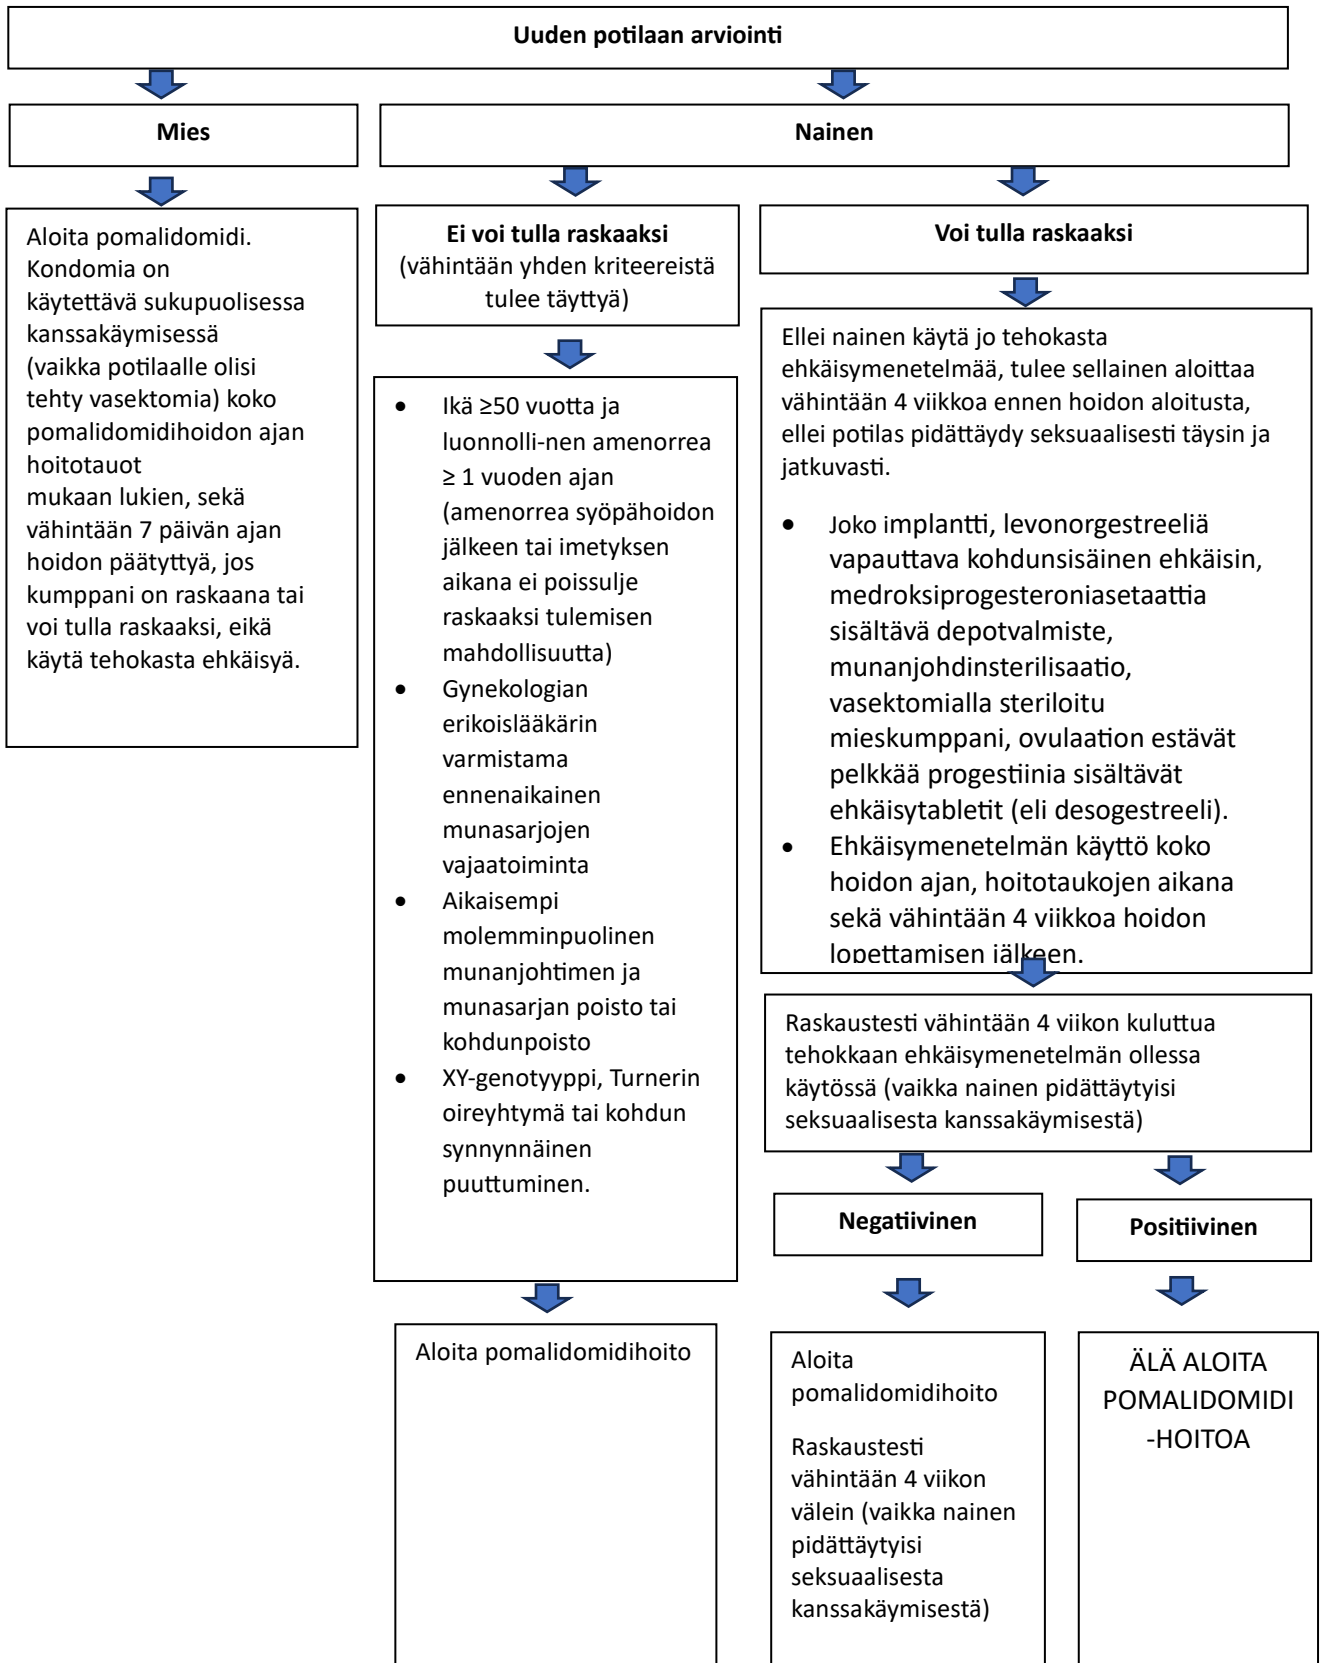 Uuden potilaan arviointi
Mies
Nainen
Aloita pomalidomidi.
Kondomia on
käytettävä sukupuolisessa
kanssakäymisessä
(vaikka potilaalle olisi
tehty vasektomia) koko
pomalidomidihoidon ajan
hoitotauot
mukaan lukien, sekä
vähintään 7 päivän ajan
hoidon päätyttyä, jos
kumppani on raskaana tai
voi tulla raskaaksi, eikä
käytä tehokasta ehkäisyä.
Ei voi tulla raskaaksi
(vähintään yhden kriteereistä
tulee täyttyä)
• Ikä ≥50 vuotta ja
luonnolli-nen amenorrea
≥ 1 vuoden ajan
(amenorrea syöpähoidon
jälkeen tai imetyksen
aikana ei poissulje
raskaaksi tulemisen
mahdollisuutta)
• Gynekologian
erikoislääkärin
varmistama
ennenaikainen
munasarjojen
vajaatoiminta
• Aikaisempi
molemminpuolinen
munanjohtimen ja
munasarjan poisto tai
kohdunpoisto
• XY-genotyyppi, Turnerin
oireyhtymä tai kohdun
synnynnäinen
puuttuminen.
Aloita pomalidomidihoito
Voi tulla raskaaksi
Ellei nainen käytä jo tehokasta
ehkäisymenetelmää, tulee sellainen aloittaa
vähintään 4 viikkoa ennen hoidon aloitusta,
ellei potilas pidättäydy seksuaalisesti täysin ja
jatkuvasti.
• Joko implantti, levonorgestreeliä
vapauttava kohdunsisäinen ehkäisin,
medroksiprogesteroniasetaattia
sisältävä depotvalmiste,
munanjohdinsterilisaatio,
vasektomialla steriloitu
mieskumppani, ovulaation estävät
pelkkää progestiinia sisältävät
ehkäisytabletit (eli desogestreeli).
• Ehkäisymenetelmän käyttö koko
hoidon ajan, hoitotaukojen aikana
sekä vähintään 4 viikkoa hoidon
lopettamisen jälkeen.
Raskaustesti vähintään 4 viikon kuluttua
tehokkaan ehkäisymenetelmän ollessa
käytössä (vaikka nainen pidättäytyisi
seksuaalisesta kanssakäymisestä)
Negatiivinen
Positiivinen
Aloita
pomalidomidihoito
Raskaustesti
vähintään 4 viikon
välein (vaikka nainen
pidättäytyisi
seksuaalisesta
kanssakäymisestä)
ÄLÄ ALOITA
POMALIDOMIDI
-HOITOA